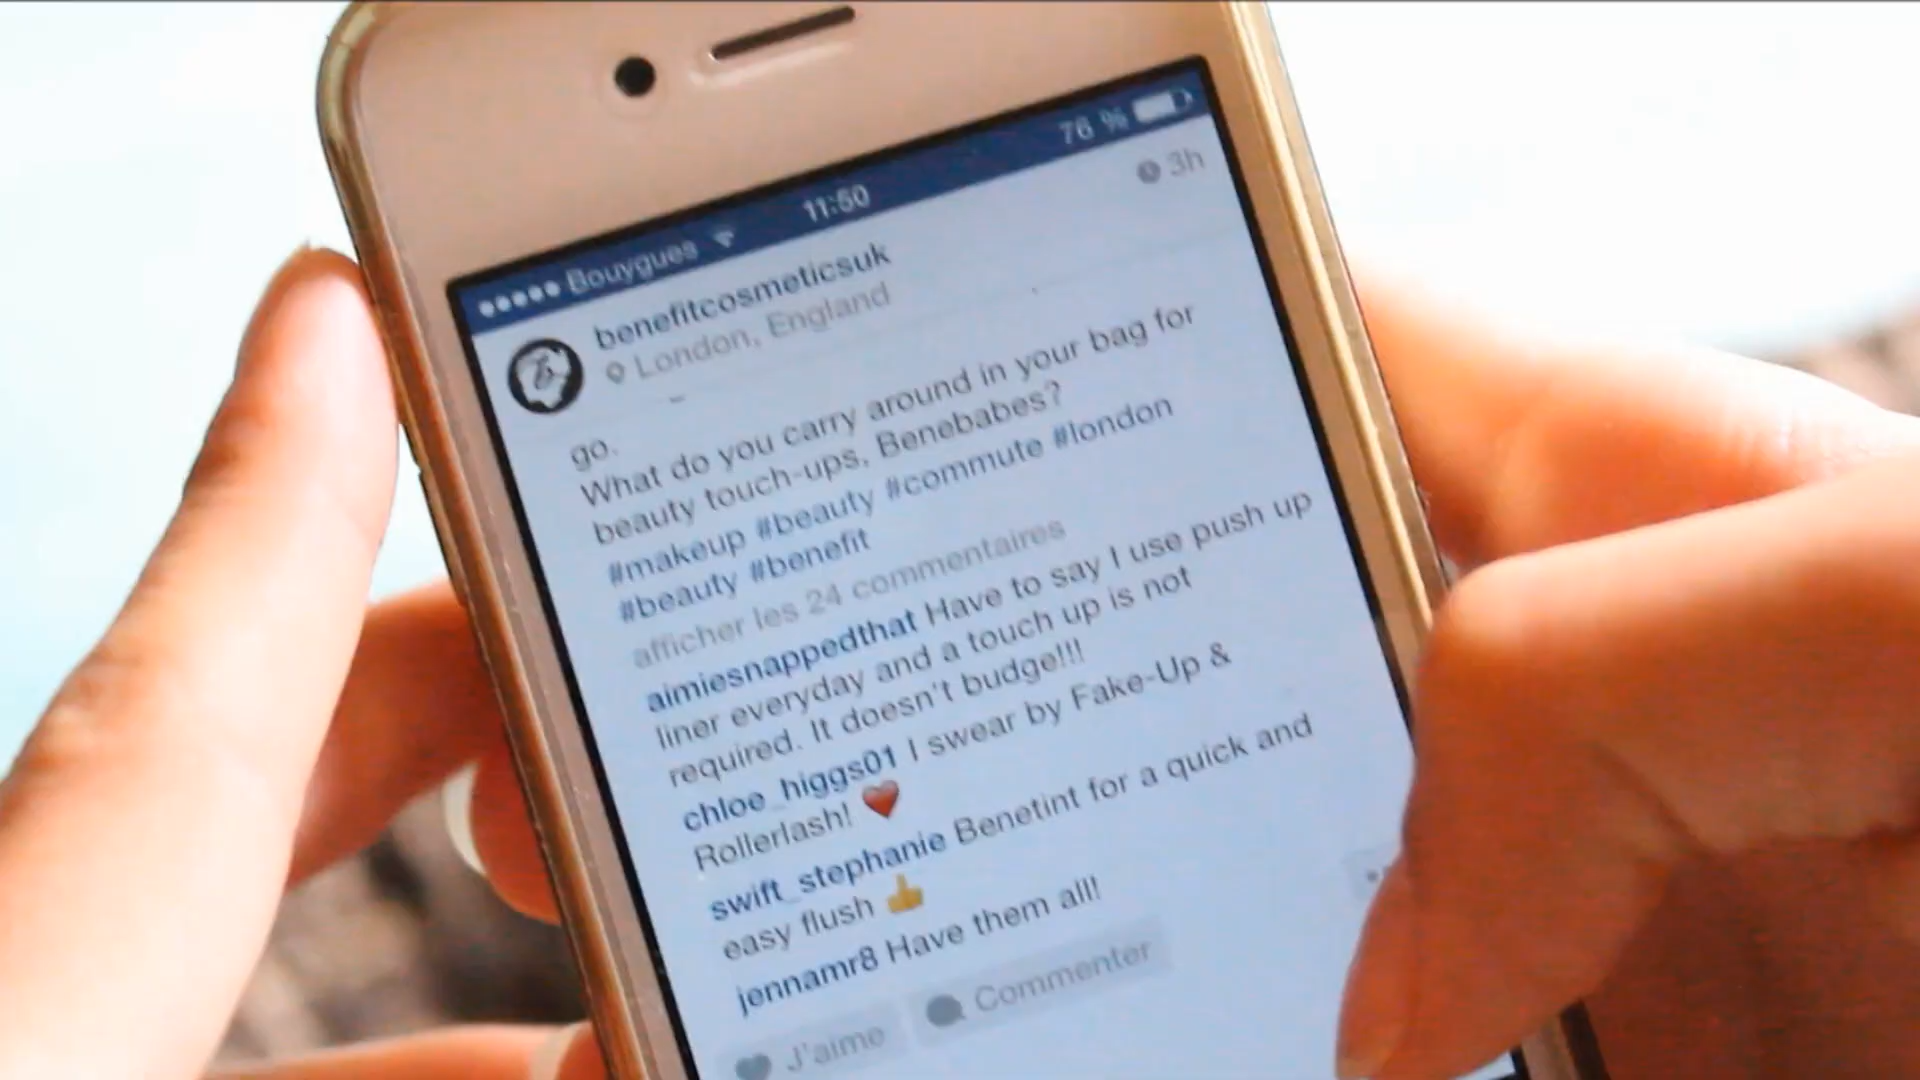 ●●●●● Bouygues 11:50 76 %
benefitcosmeticsuk 3h
London, England
go.
What do you carry around in your bag for
beauty touch-ups, Benebabes?
#makeup #beauty #commute #london
#beauty #benefit
afficher les 24 commentaires
aimiesnappedthat Have to say I use push up
liner everyday and a touch up is not
required. It doesn't budge!!!
chloe_higgs01 I swear by Fake-Up &
Rollerlash! ❤️
swift_stephanie Benetint for a quick and
easy flush 👍
jennamr8 Have them all!
J'aime Commenter